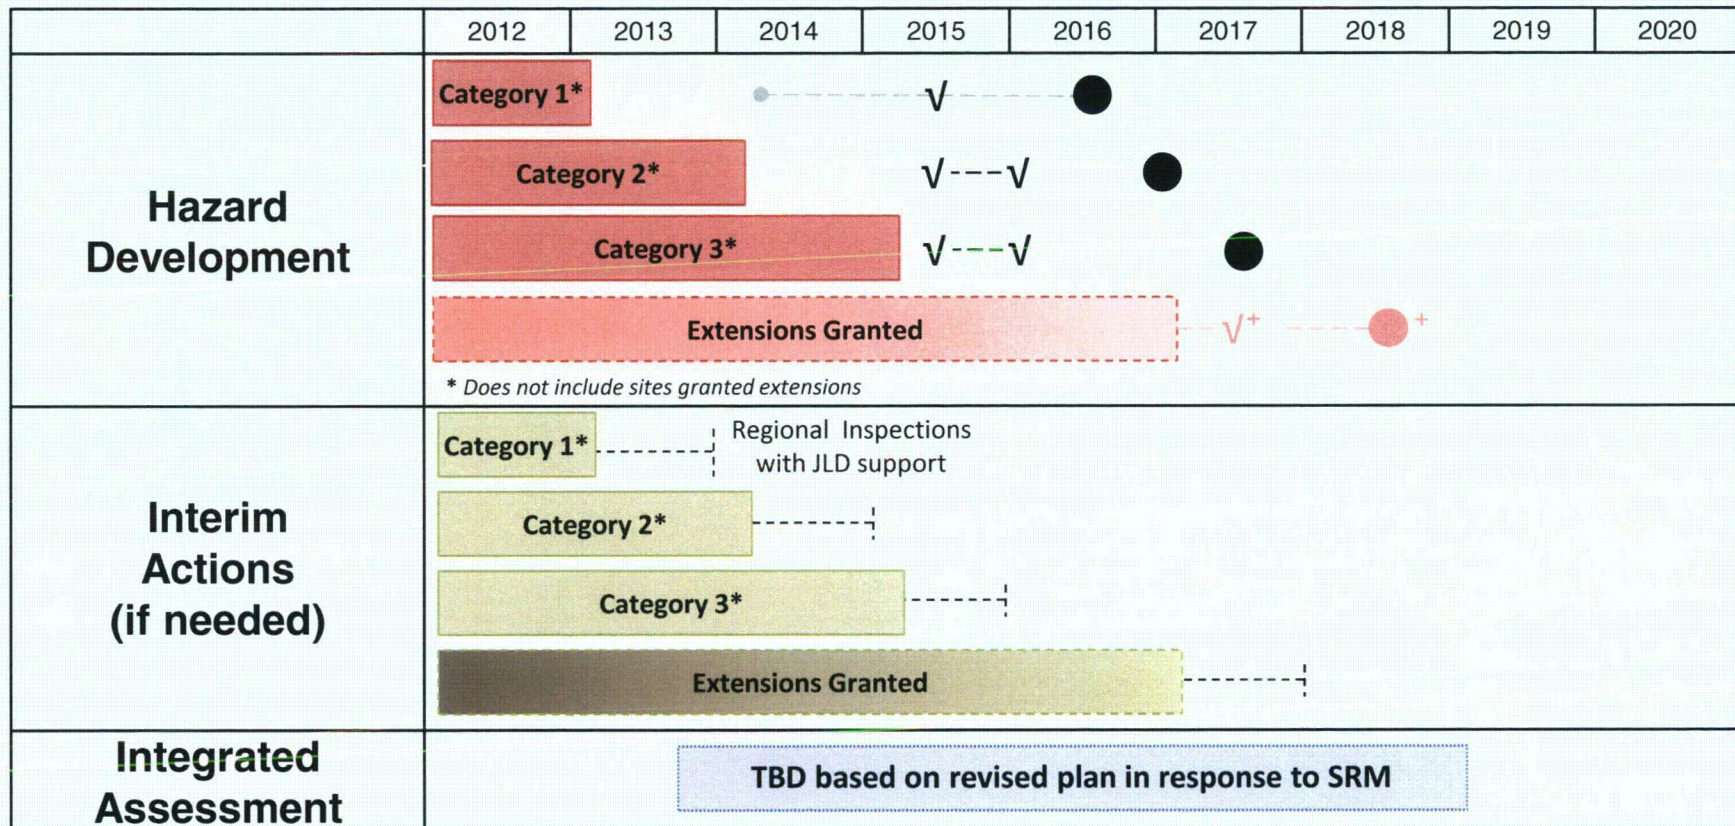 2012 2013 2014 2015 2016 2017 2018 2019 2020
Hazard
Development
Category 1*
√
Category 2*
√---√
Category 3*
√---√
Extensions Granted
√+
+
* Does not include sites granted extensions
Interim
Actions
(if needed)
Category 1*
Regional Inspections
with JLD support
Category 2*
Category 3*
Extensions Granted
Integrated
Assessment
TBD based on revised plan in response to SRM